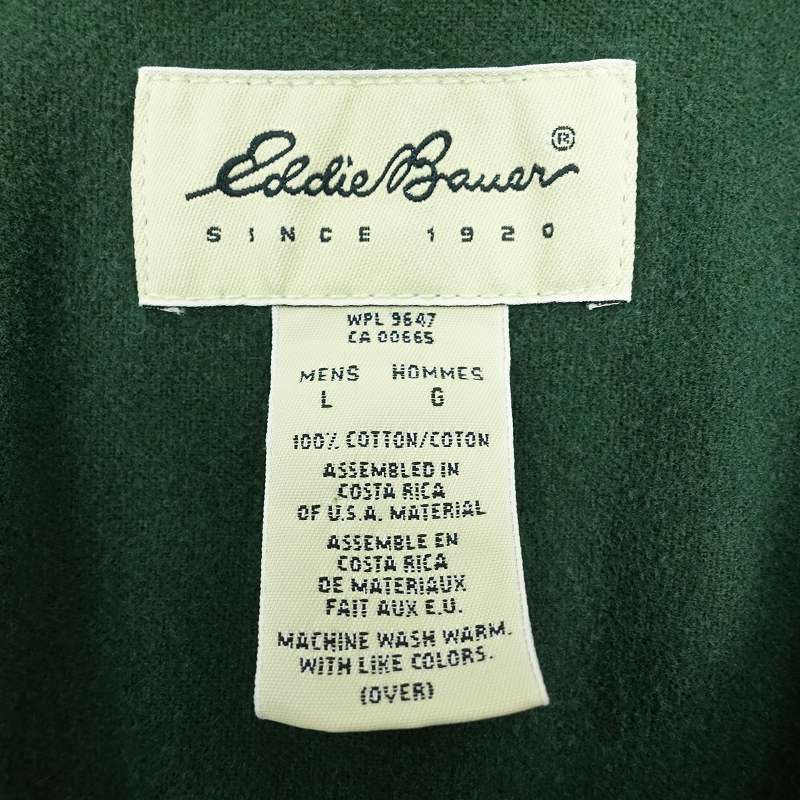 Eddie Bauer ®
SINCE 1920
WPL 9647
CA 00665
MENS HOMMES
L G
100% COTTON/COTON
ASSEMBLED IN
COSTA RICA
OF U.S.A. MATERIAL
ASSEMBLE EN
COSTA RICA
DE MATERIAUX
FAIT AUX E.U.
MACHINE WASH WARM.
WITH LIKE COLORS.
(OVER)